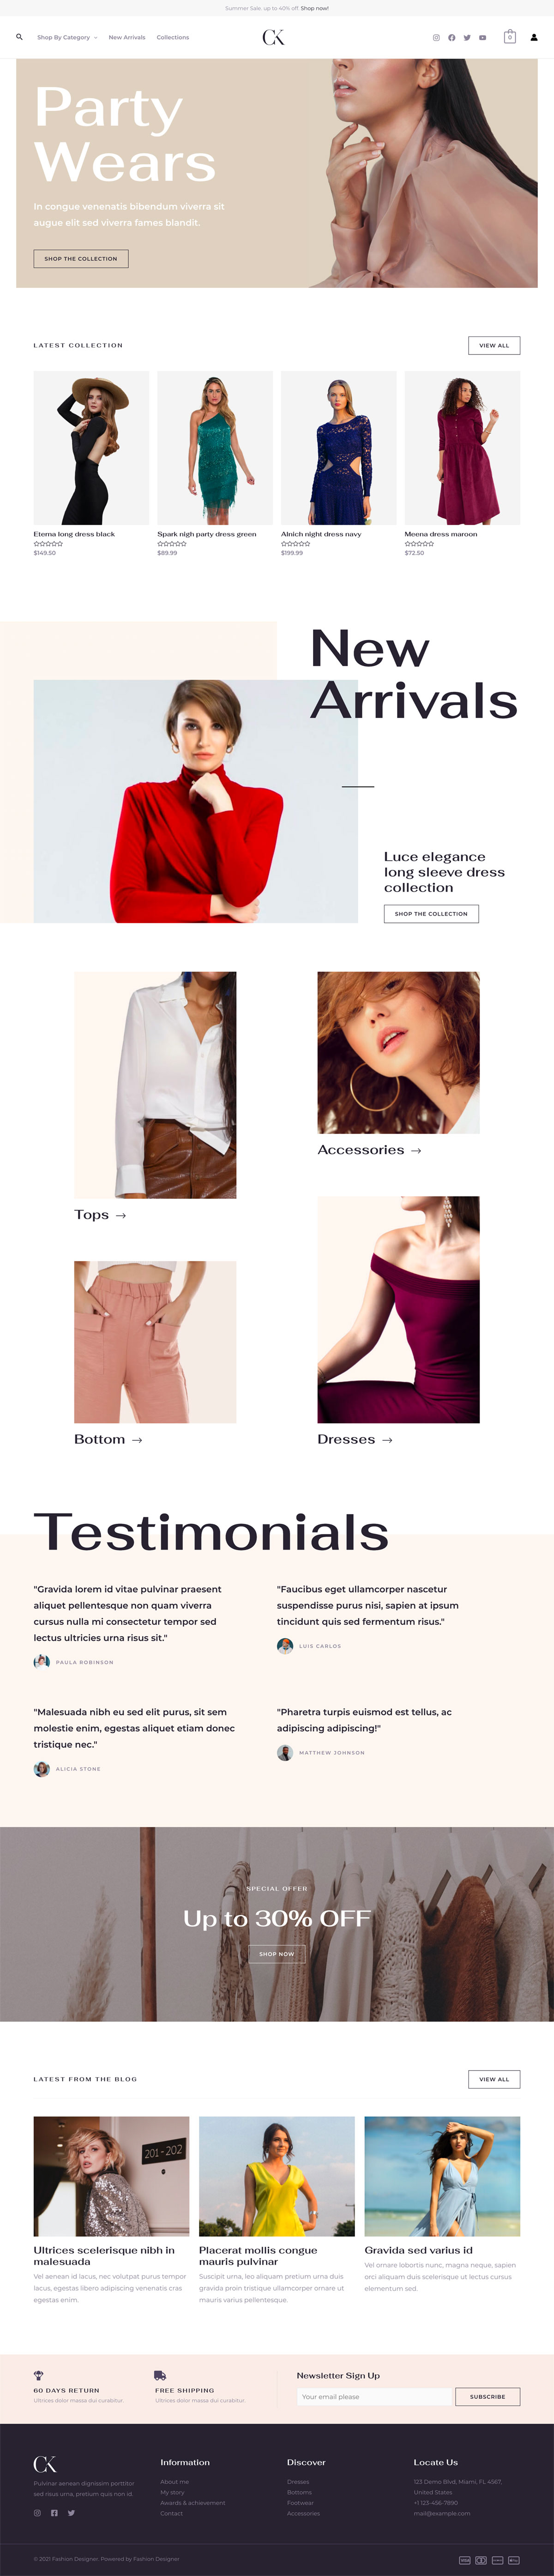 Summer Sale: up to 40% off. Shop now!
Shop By Category
New Arrivals
Collections
CK
0
Party
Wears
In congue venenatis bibendum viverra sit
augue elit sed viverra fames blandit.
SHOP THE COLLECTION
LATEST COLLECTION
VIEW ALL
Eterna long dress black
$149.50
Spark nigh party dress green
$89.99
Alnich night dress navy
$199.99
Meena dress maroon
$72.50
New
Arrivals
Luce elegance
long sleeve dress
collection
SHOP THE COLLECTION
Tops →
Accessories →
Bottom →
Dresses →
Testimonials
"Gravida lorem id vitae pulvinar praesent
aliquet pellentesque non quam viverra
cursus nulla mi consectetur tempor sed
lectus ultricies urna risus sit."
PAULA ROBINSON
"Faucibus eget ullamcorper nascetur
suspendisse purus nisi, sapien at ipsum
tincidunt quis sed fermentum risus."
LUIS CARLOS
"Malesuada nibh eu sed elit purus, sit sem
molestie enim, egestas aliquet etiam donec
tristique nec."
ALICIA STONE
"Pharetra turpis euismod est tellus, ac
adipiscing adipiscing!"
MATTHEW JOHNSON
SPECIAL OFFER
Up to 30% OFF
SHOP NOW
LATEST FROM THE BLOG
VIEW ALL
201-202
Ultrices scelerisque nibh in
malesuada
Vel aenean id lacus, nec volutpat purus tempor
lacus, egestas libero adipiscing venenatis cras
egestas enim.
Placerat mollis congue
mauris pulvinar
Suscipit urna, leo aliquam pretium urna duis
gravida proin tristique ullamcorper ornare ut
mauris varius pellentesque.
Gravida sed varius id
Vel ornare lobortis nunc, magna neque, sapien
orci aliquam duis scelerisque ut lectus cursus
elementum sed.
60 DAYS RETURN
Ultrices dolor massa dui curabitur.
FREE SHIPPING
Ultrices dolor massa dui curabitur.
Newsletter Sign Up
Your email please
SUBSCRIBE
CK
Pulvinar aenean dignissim porttitor
sed risus urna, pretium quis non id.
Information
About me
My story
Awards & achievement
Contact
Discover
Dresses
Bottoms
Footwear
Accessories
Locate Us
123 Demo Blvd, Miami, FL 4567,
United States
+1 123-456-7890
mail@example.com
© 2021 Fashion Designer. Powered by Fashion Designer
VISA